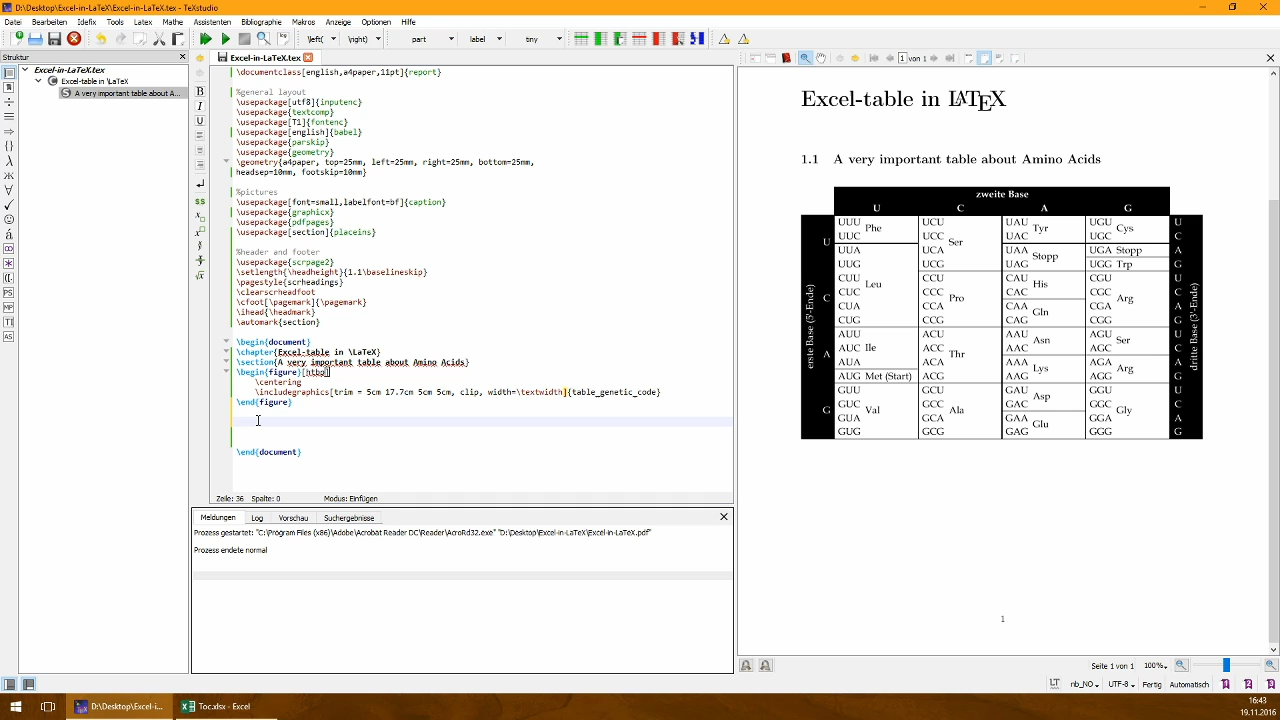 D:\Desktop\Excel-in-LaTeX\Excel-in-LaTeX.tex - TeXstudio
Datei Bearbeiten Idefix Tools Latex Mathe Assistenten Bibliographie Makros Anzeige Optionen Hilfe
\left( \right) part label tiny
Struktur
Excel-in-LaTeX.tex
Excel-table in \LaTeX
A very important table about A...
Excel-in-LaTeX.tex
\documentclass[english,a4paper,11pt]{report}
%general layout
\usepackage[utf8]{inputenc}
\usepackage{textcomp}
\usepackage[T1]{fontenc}
\usepackage[english]{babel}
\usepackage{parskip}
\usepackage{geometry}
\geometry{a4paper, top=25mm, left=25mm, right=25mm, bottom=25mm,
headsep=10mm, footskip=10mm}
%pictures
\usepackage[font=small,labelfont=bf]{caption}
\usepackage{graphicx}
\usepackage{pdfpages}
\usepackage[section]{placeins}
%header and footer
\usepackage{scrpage2}
\setlength{\headheight}{1.1\baselineskip}
\pagestyle{scrheadings}
\clearscrheadfoot
\cfoot[\pagemark]{\pagemark}
\ihead{\headmark}
\automark{section}
\begin{document}
\chapter{Excel-table in \LaTeX}
\section{A very important table about Amino Acids}
\begin{figure}[htbp]
\centering
\includegraphics[trim = 5cm 17.7cm 5cm 5cm, clip, width=\textwidth]{table_genetic_code}
\end{figure}
\end{document}
Zeile: 36 Spalte: 0 Modus: Einfügen
Meldungen Log Vorschau Suchergebnisse
Prozess gestartet: "C:\Program Files (x86)\Adobe\Acrobat Reader DC\Reader\AcroRd32.exe" "D:\Desktop\Excel-in-LaTeX\Excel-in-LaTeX.pdf"
Prozess endete normal
1 von 1
Excel-table in LATEX
1.1 A very important table about Amino Acids
zweite Base
U C A G
erste Base (5'-Ende)
dritte Base (3'-Ende)
U UUU Phe UCU Ser UAU Tyr UGU Cys U
UUC UCC UAC UGC C
UUA Leu UCA UAA Stopp UGA Stopp A
UUG UCG UAG UGG Trp G
C CUU CCU Pro CAU His CGU Arg U
CUC CCC CAC CGC C
CUA CCA CAA Gln CGA A
CUG CCG CAG CGG G
A AUU Ile ACU Thr AAU Asn AGU Ser U
AUC ACC AAC AGC C
AUA ACA AAA Lys AGA Arg A
AUG Met (Start) ACG AAG AGG G
G GUU Val GCU Ala GAU Asp GGU Gly U
GUC GCC GAC GGC C
GUA GCA GAA Glu GGA A
GUG GCG GAG GGG G
1
Seite 1 von 1 100%
LT nb_NO UTF-8 Fertig Automatisch
D:\Desktop\Excel-i... Toc.xlsx - Excel
16:43
19.11.2016